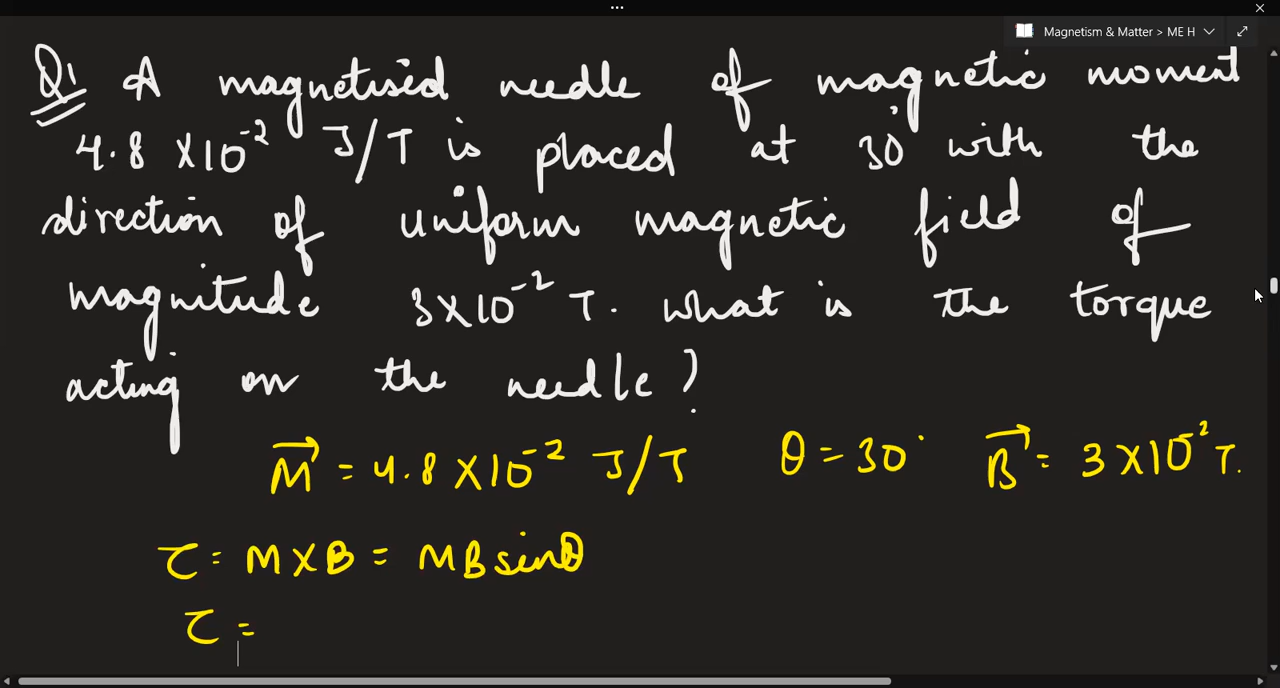 ...
Magnetism & Matter > ME H
Q1 A magnetised needle of magnetic moment
4.8 X10⁻² J/T is placed at 30° with the
direction of uniform magnetic field of
magnitude 3X10⁻² T. what is the torque
acting on the needle?
M⃗ = 4.8 X10⁻² J/T θ = 30° B⃗ = 3 X10⁻² T.
τ = M X B = MB sinθ
τ =